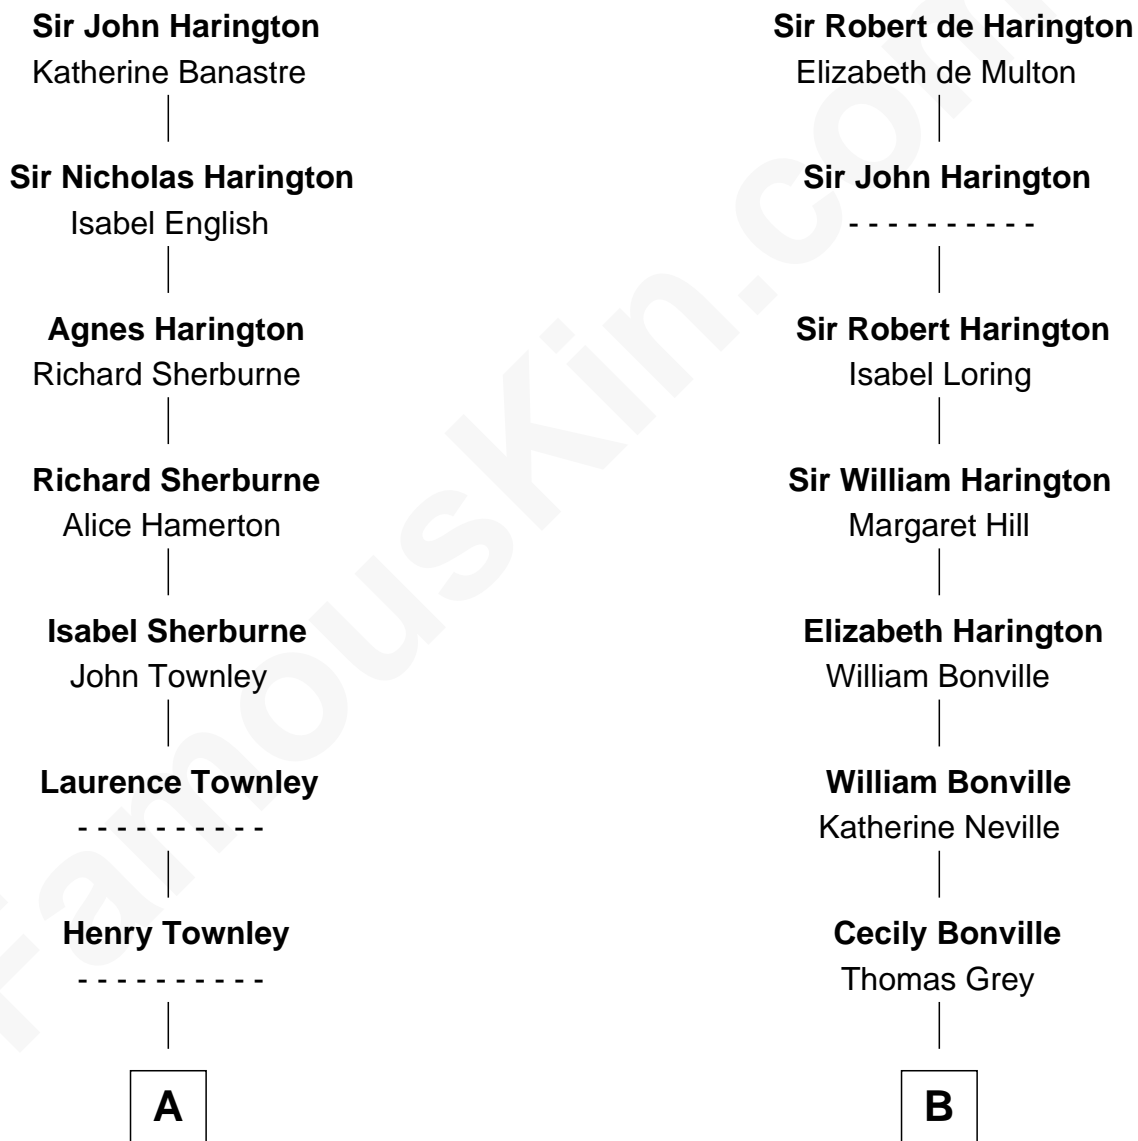 Sir John Harington
Katherine Banastre
Sir Nicholas Harington
Isabel English
Agnes Harington
Richard Sherburne
Richard Sherburne
Alice Hamerton
Isabel Sherburne
John Townley
Laurence Townley
- - - - - - - - - -
Henry Townley
- - - - - - - - - -
A
Sir Robert de Harington
Elizabeth de Multon
Sir John Harington
- - - - - - - - - -
Sir Robert Harington
Isabel Loring
Sir William Harington
Margaret Hill
Elizabeth Harington
William Bonville
William Bonville
Katherine Neville
Cecily Bonville
Thomas Grey
B
FamousKin.com